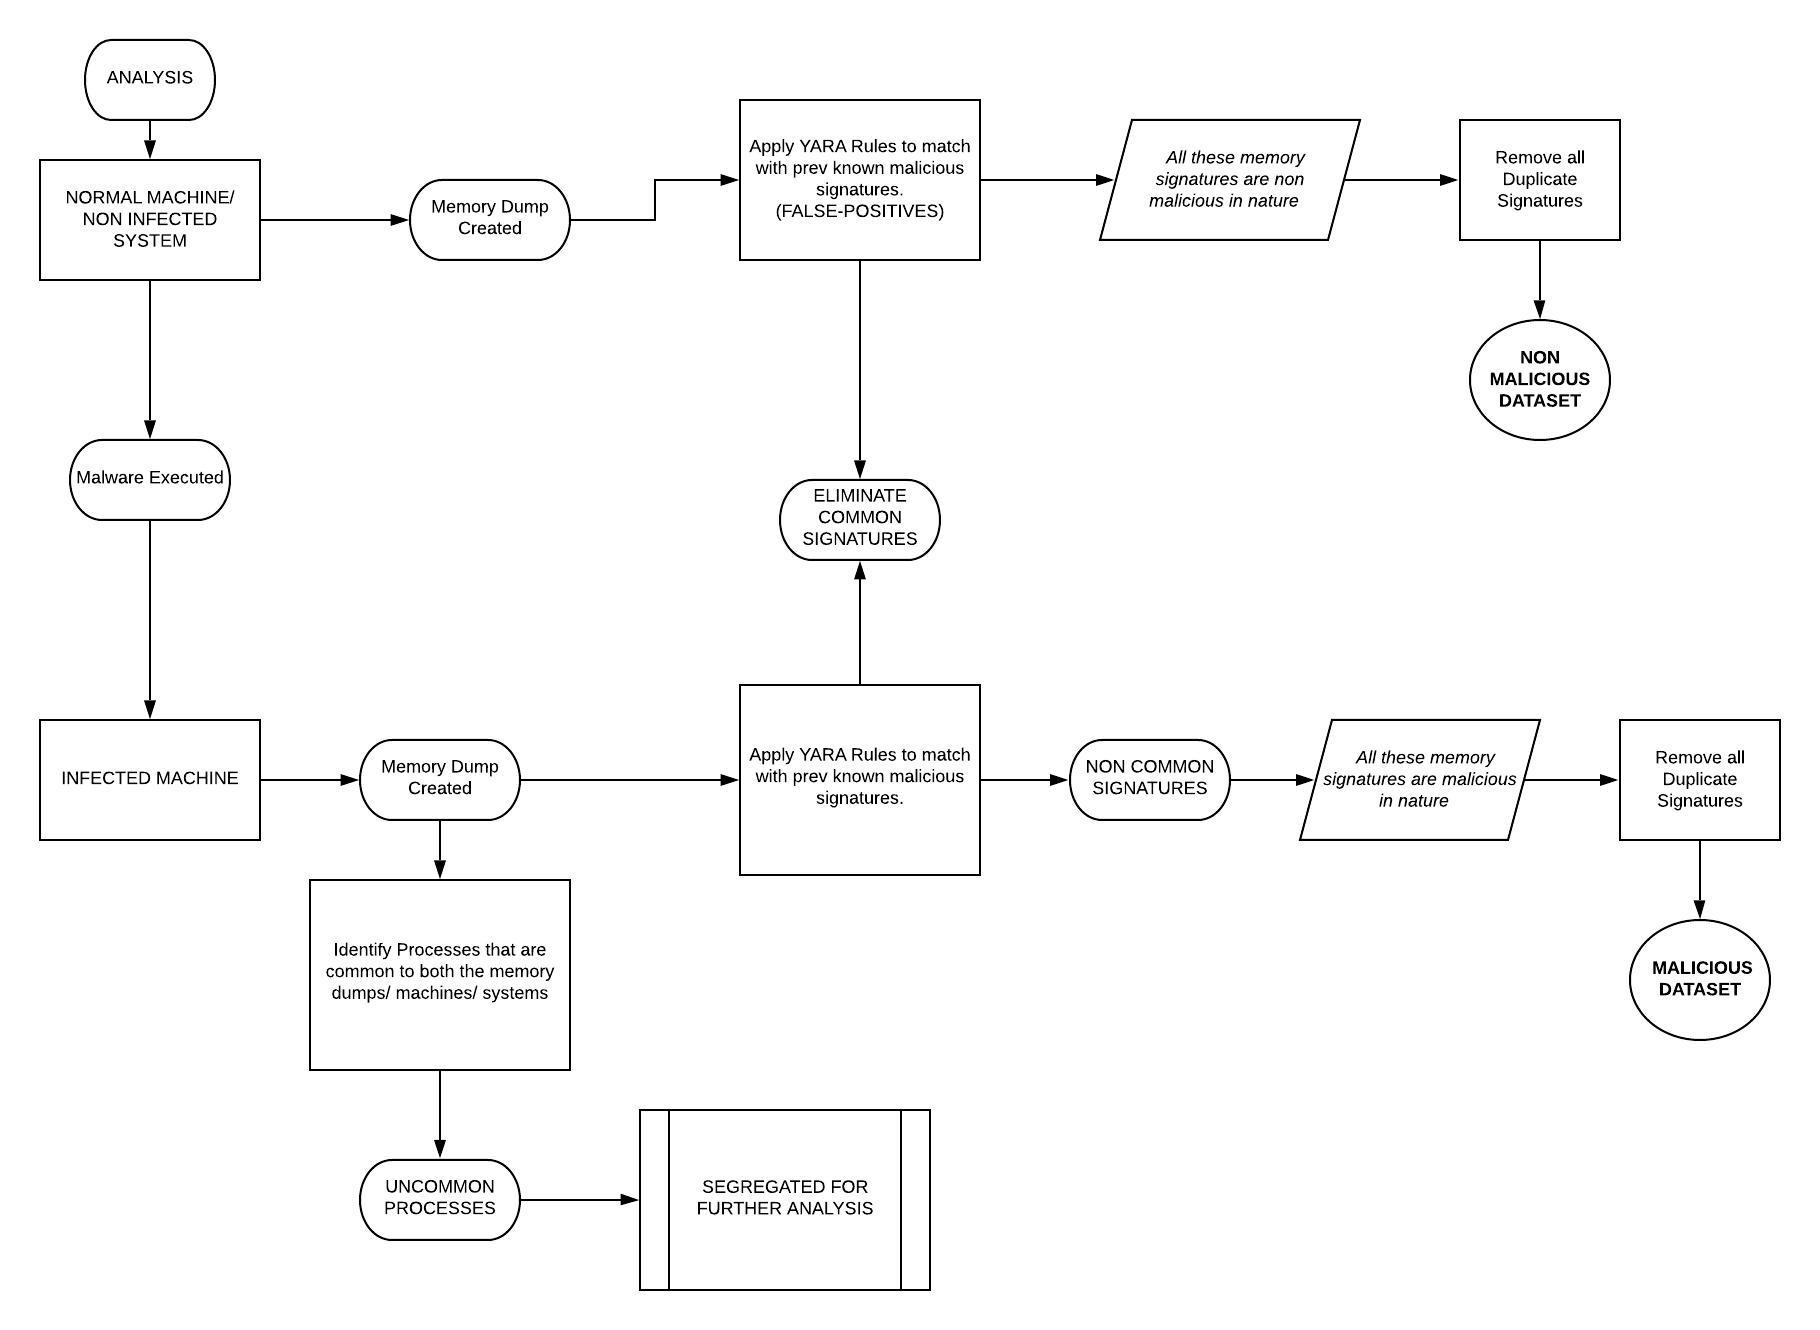 ANALYSIS
NORMAL MACHINE/
NON INFECTED
SYSTEM
Memory Dump
Created
Apply YARA Rules to match
with prev known malicious
signatures.
(FALSE-POSITIVES)
All these memory
signatures are non
malicious in nature
Remove all
Duplicate
Signatures
NON
MALICIOUS
DATASET
Malware Executed
ELIMINATE
COMMON
SIGNATURES
INFECTED MACHINE
Memory Dump
Created
Apply YARA Rules to match
with prev known malicious
signatures.
NON COMMON
SIGNATURES
All these memory
signatures are malicious
in nature
Remove all
Duplicate
Signatures
MALICIOUS
DATASET
Identify Processes that are
common to both the memory
dumps/ machines/ systems
UNCOMMON
PROCESSES
SEGREGATED FOR
FURTHER ANALYSIS